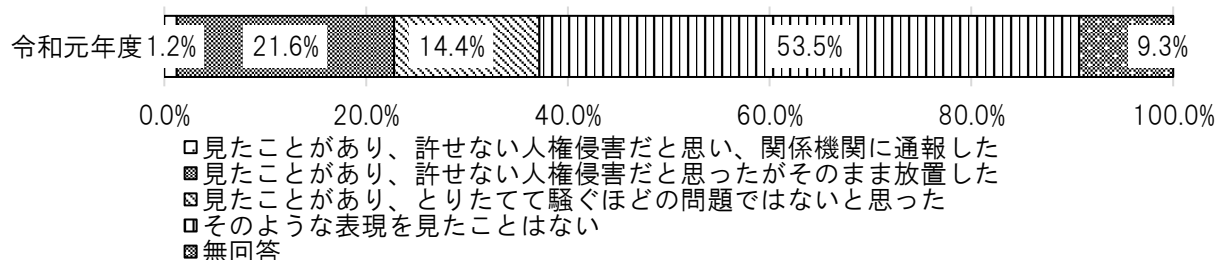 令和元年度 1.2% 21.6% 14.4% 53.5% 9.3%
0.0% 20.0% 40.0% 60.0% 80.0% 100.0%
見たことがあり、許せない人権侵害だと思い、関係機関に通報した
見たことがあり、許せない人権侵害だと思ったがそのまま放置した
見たことがあり、とりたてて騒ぐほどの問題ではないと思った
そのような表現を見たことはない
無回答